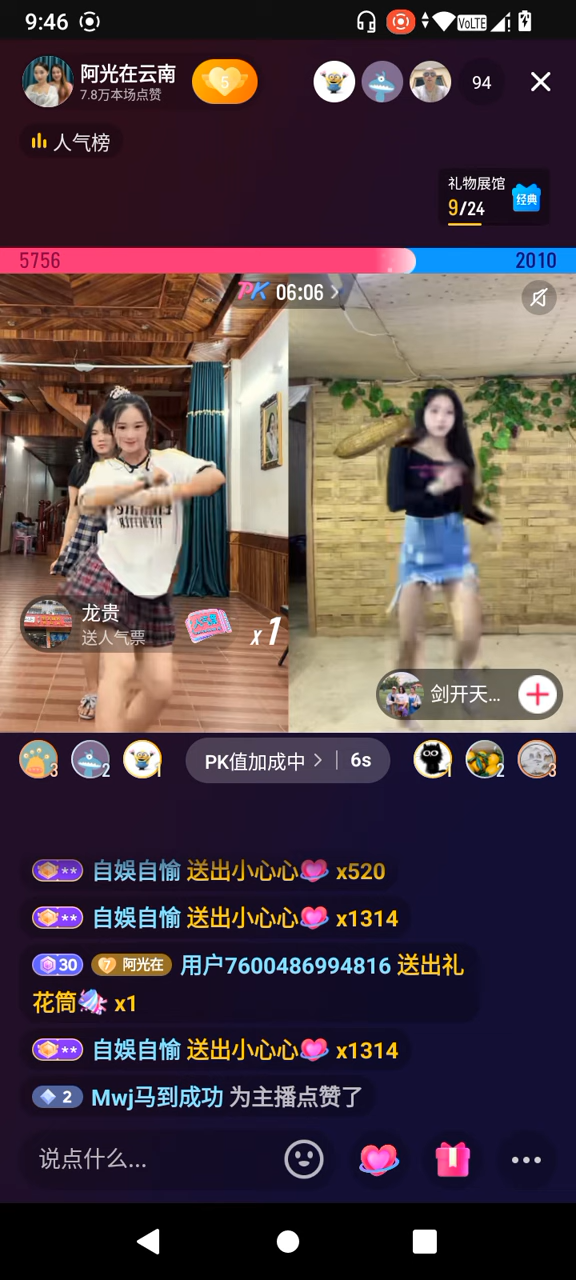 9:46
VoLTE
阿光在云南
7.8万本场点赞
5
94
人气榜
礼物展馆
9/24
经典
5756
2010
PK 06:06
龙贵
送人气票
x1
剑开天...
3
2
1
PK值加成中
6s
1
2
3
** 自娱自愉 送出小心心 x520
** 自娱自愉 送出小心心 x1314
30 7 阿光在 用户7600486994816 送出礼
花筒 x1
** 自娱自愉 送出小心心 x1314
2 Mwj马到成功 为主播点赞了
说点什么...